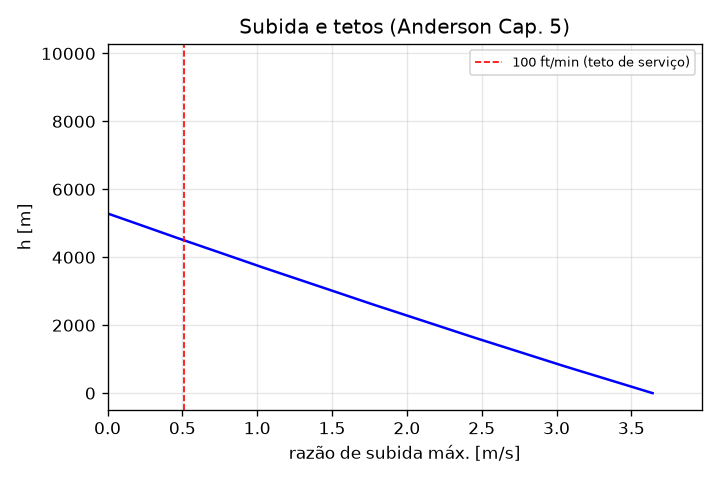 Subida e tetos (Anderson Cap. 5)
100 ft/min (teto de serviço)
10000
8000
6000
4000
2000
0
h [m]
0.0 0.5 1.0 1.5 2.0 2.5 3.0 3.5
razão de subida máx. [m/s]